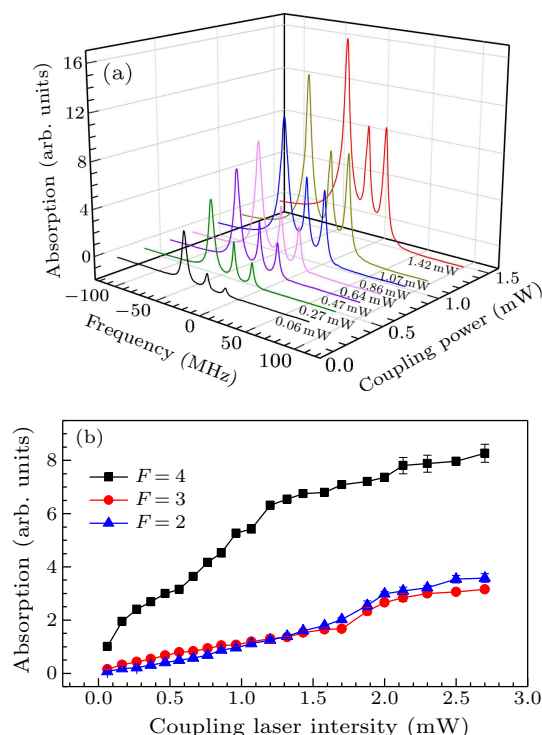 (a)
16
12
8
4
0
Absorption (arb. units)
−100
−50
0
50
100
Frequency (MHz)
0.0
0.5
1.0
1.5
Coupling power (mW)
1.42 mW
1.07 mW
0.86 mW
0.64 mW
0.47 mW
0.27 mW
0.06 mW
(b)
F = 4
F = 3
F = 2
8
6
4
2
0
Absorption (arb. units)
0.0 0.5 1.0 1.5 2.0 2.5 3.0
Coupling laser intersity (mW)